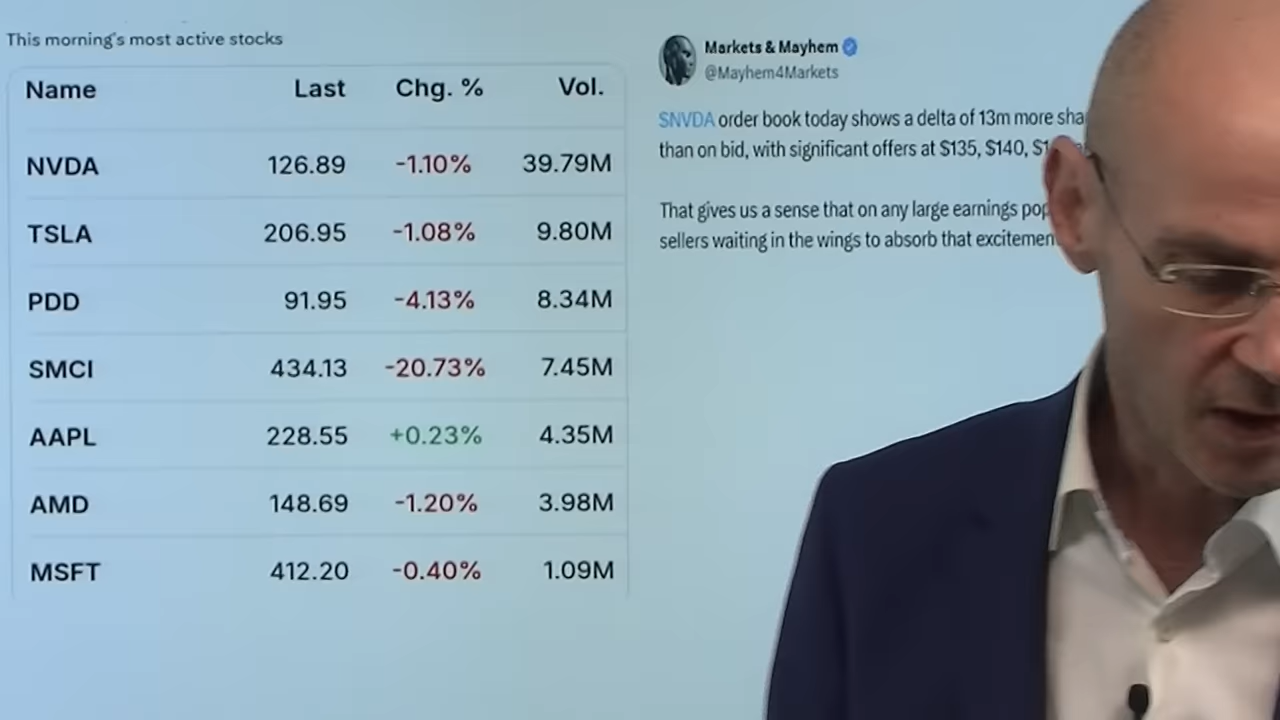 This morning's most active stocks
Name Last Chg. % Vol.
NVDA 126.89 -1.10% 39.79M
TSLA 206.95 -1.08% 9.80M
PDD 91.95 -4.13% 8.34M
SMCI 434.13 -20.73% 7.45M
AAPL 228.55 +0.23% 4.35M
AMD 148.69 -1.20% 3.98M
MSFT 412.20 -0.40% 1.09M
Markets & Mayhem
@Mayhem4Markets
$NVDA order book today shows a delta of 13m more
than on bid, with significant offers at $135, $140,
That gives us a sense that on any large earnings
sellers waiting in the wings to absorb that